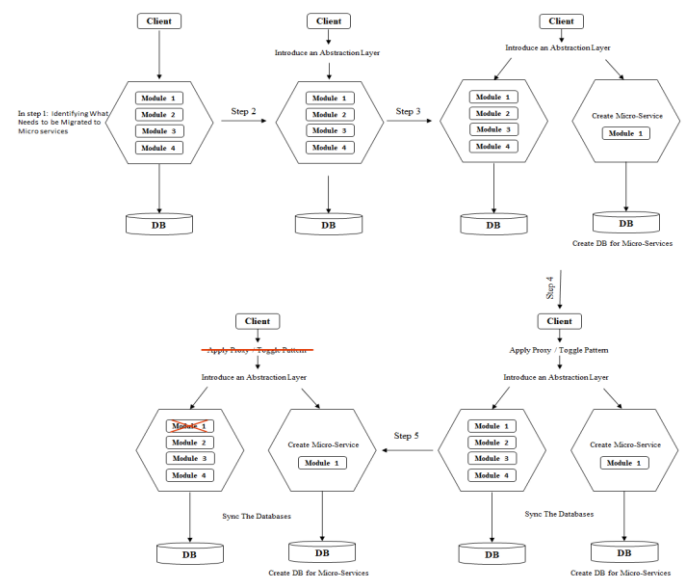 Client
Client
Client
Introduce an Abstraction Layer
Introduce an Abstraction Layer
In step 1: Identifying What
Needs to be Migrated to
Micro services
Module 1
Module 2
Module 3
Module 4
Step 2
Module 1
Module 2
Module 3
Module 4
Step 3
Module 1
Module 2
Module 3
Module 4
Create Micro-Service
Module 1
DB
DB
DB
DB
Create DB for Micro-Services
Step 4
Client
Client
Apply Proxy / Toggle Pattern
Apply Proxy / Toggle Pattern
Introduce an Abstraction Layer
Introduce an Abstraction Layer
Module 1
Module 2
Module 3
Module 4
Create Micro-Service
Module 1
Step 5
Module 1
Module 2
Module 3
Module 4
Create Micro-Service
Module 1
Sync The Databases
Sync The Databases
DB
DB
DB
DB
Create DB for Micro-Services
Create DB for Micro-Services